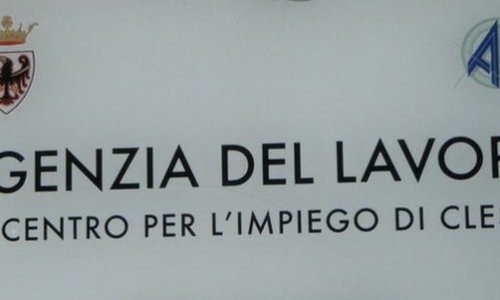 GENZIA DEL LAVOR
CENTRO PER L'IMPIEGO DI CLE